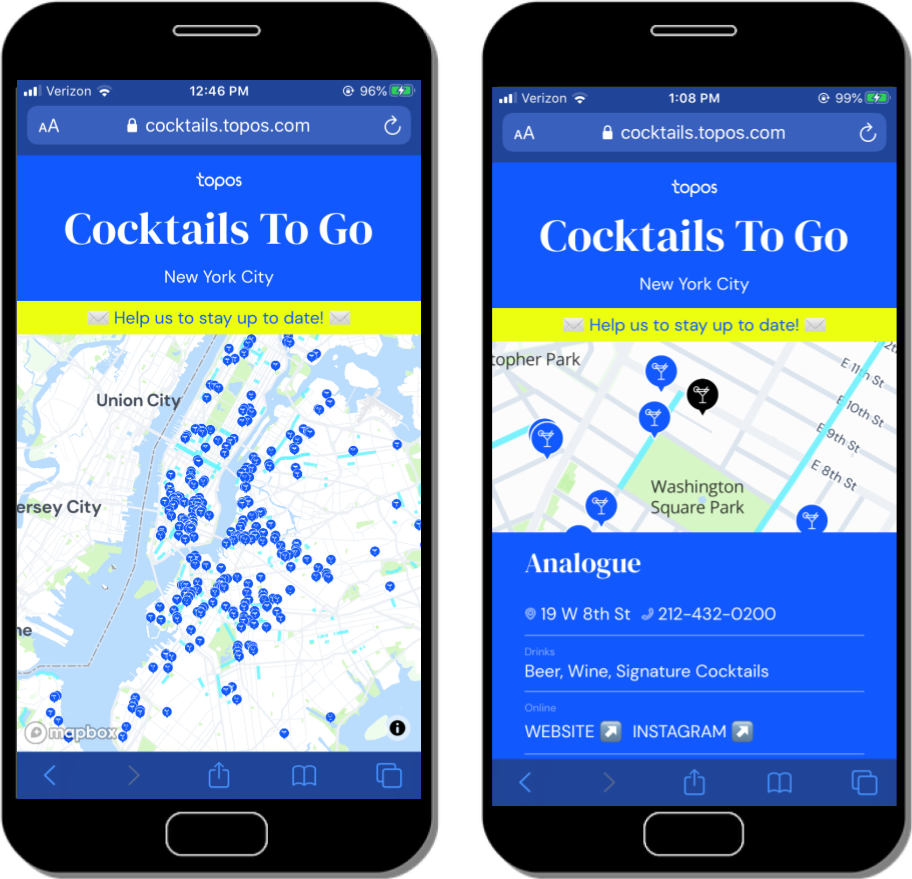 Verizon 12:46 PM 96%
AA cocktails.topos.com
topos
Cocktails To Go
New York City
Help us to stay up to date!
Union City
ersey City
ne
mapbox
i
Verizon 1:08 PM 99%
AA cocktails.topos.com
topos
Cocktails To Go
New York City
Help us to stay up to date!
topher Park
E 11th St
E 10th St
E 9th St
E 8th St
Washington
Square Park
Analogue
19 W 8th St 212-432-0200
Drinks
Beer, Wine, Signature Cocktails
Online
WEBSITE INSTAGRAM